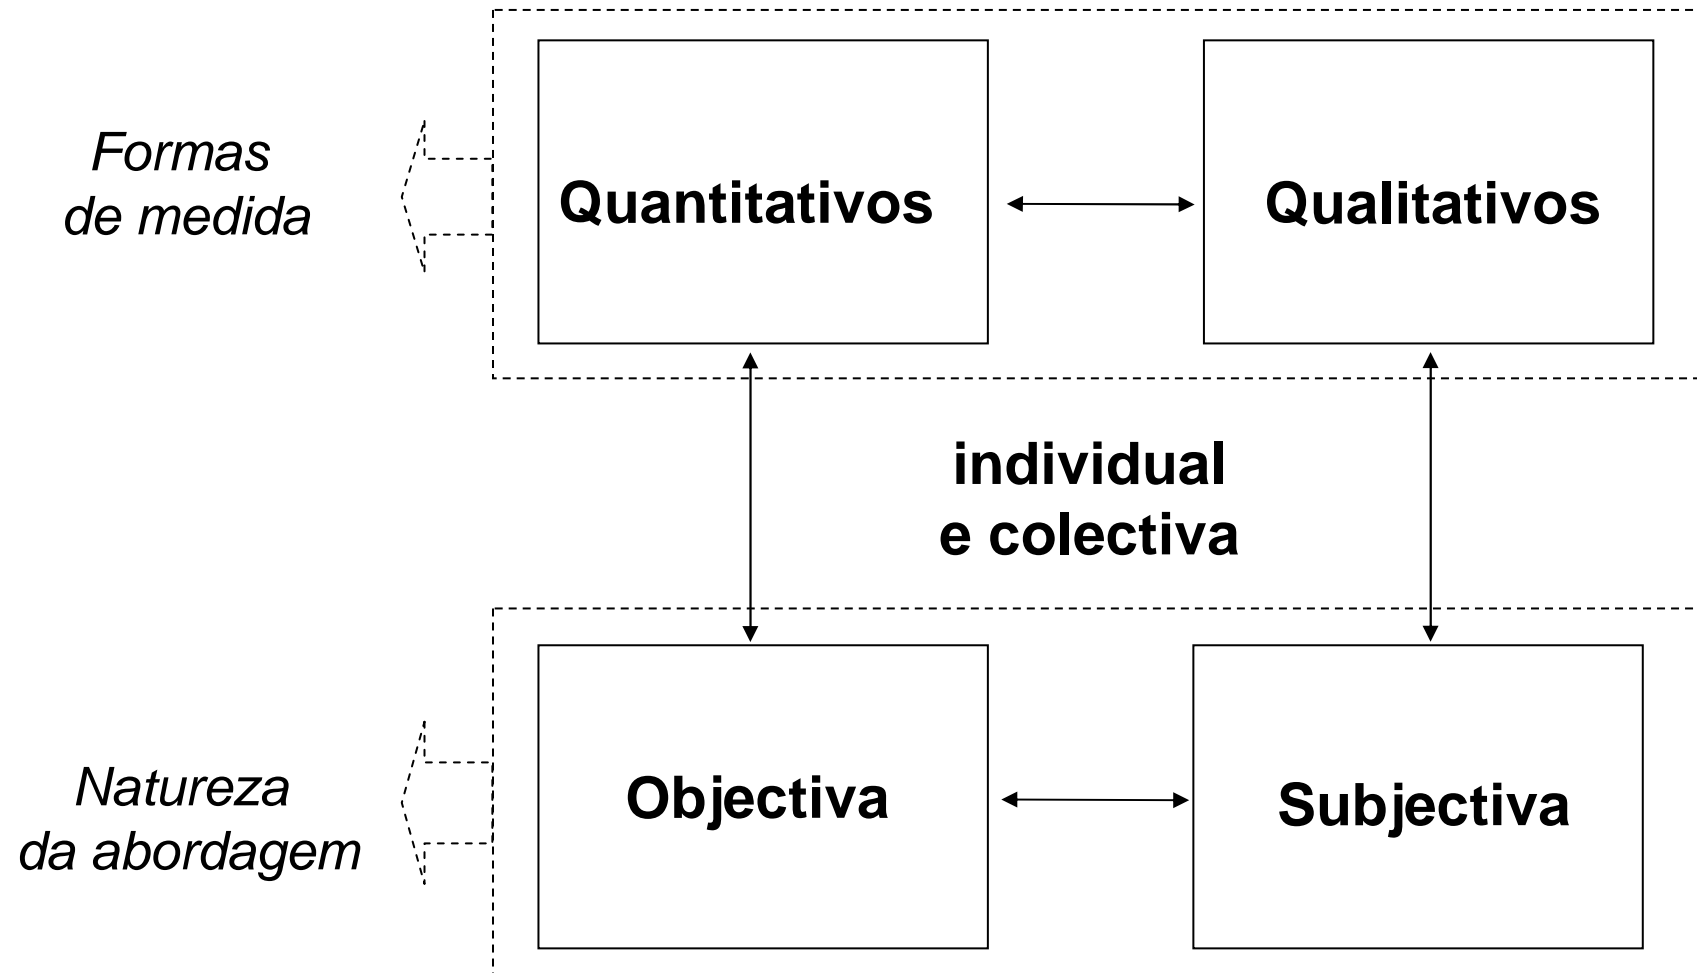 Formas
de medida
Quantitativos
Qualitativos
individual
e colectiva
Natureza
da abordagem
Objectiva
Subjectiva